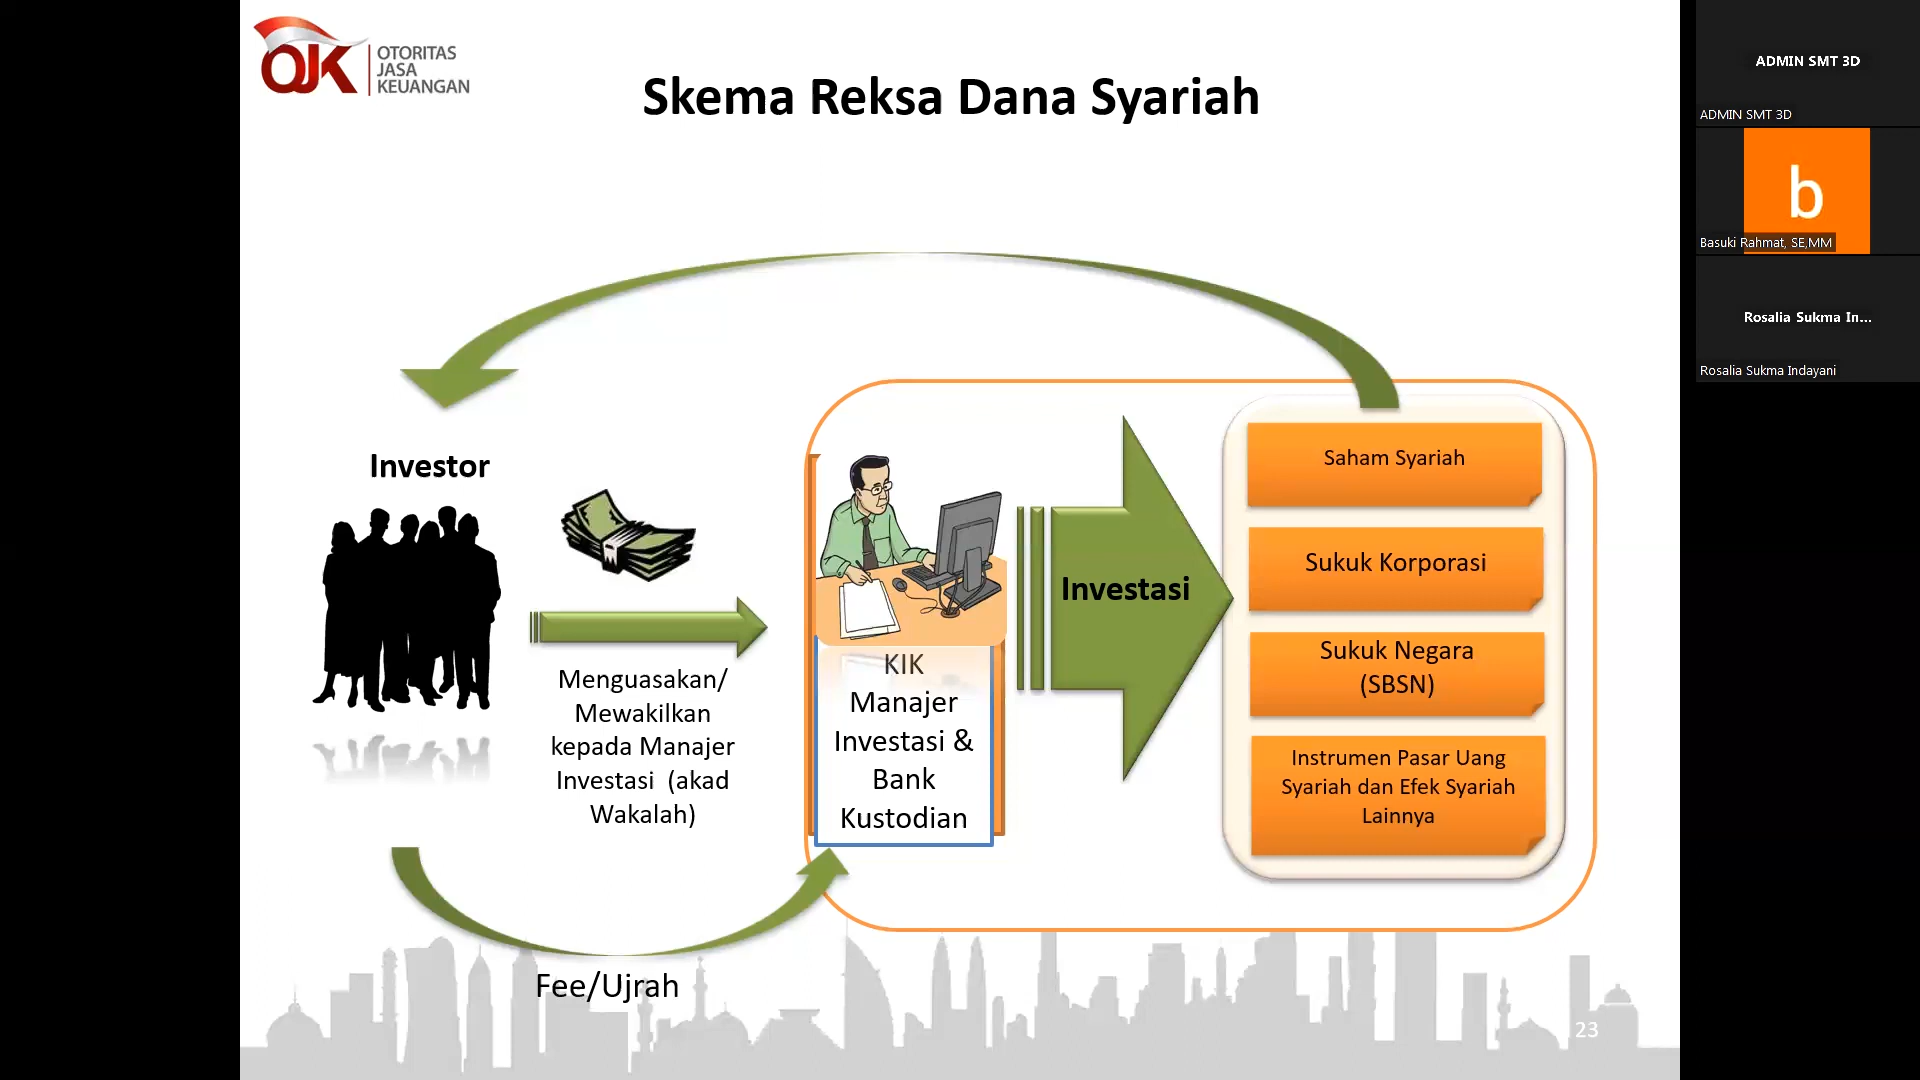 OJK
OTORITAS
JASA
KEUANGAN
Skema Reksa Dana Syariah
Investor
Menguasakan/
Mewakilkan
kepada Manajer
Investasi (akad
Wakalah)
Fee/Ujrah
KIK
Manajer
Investasi &
Bank
Kustodian
Investasi
Saham Syariah
Sukuk Korporasi
Sukuk Negara
(SBSN)
Instrumen Pasar Uang
Syariah dan Efek Syariah
Lainnya
23
ADMIN SMT 3D
ADMIN SMT 3D
b
Basuki Rahmat, SE,MM
Rosalia Sukma In...
Rosalia Sukma Indayani